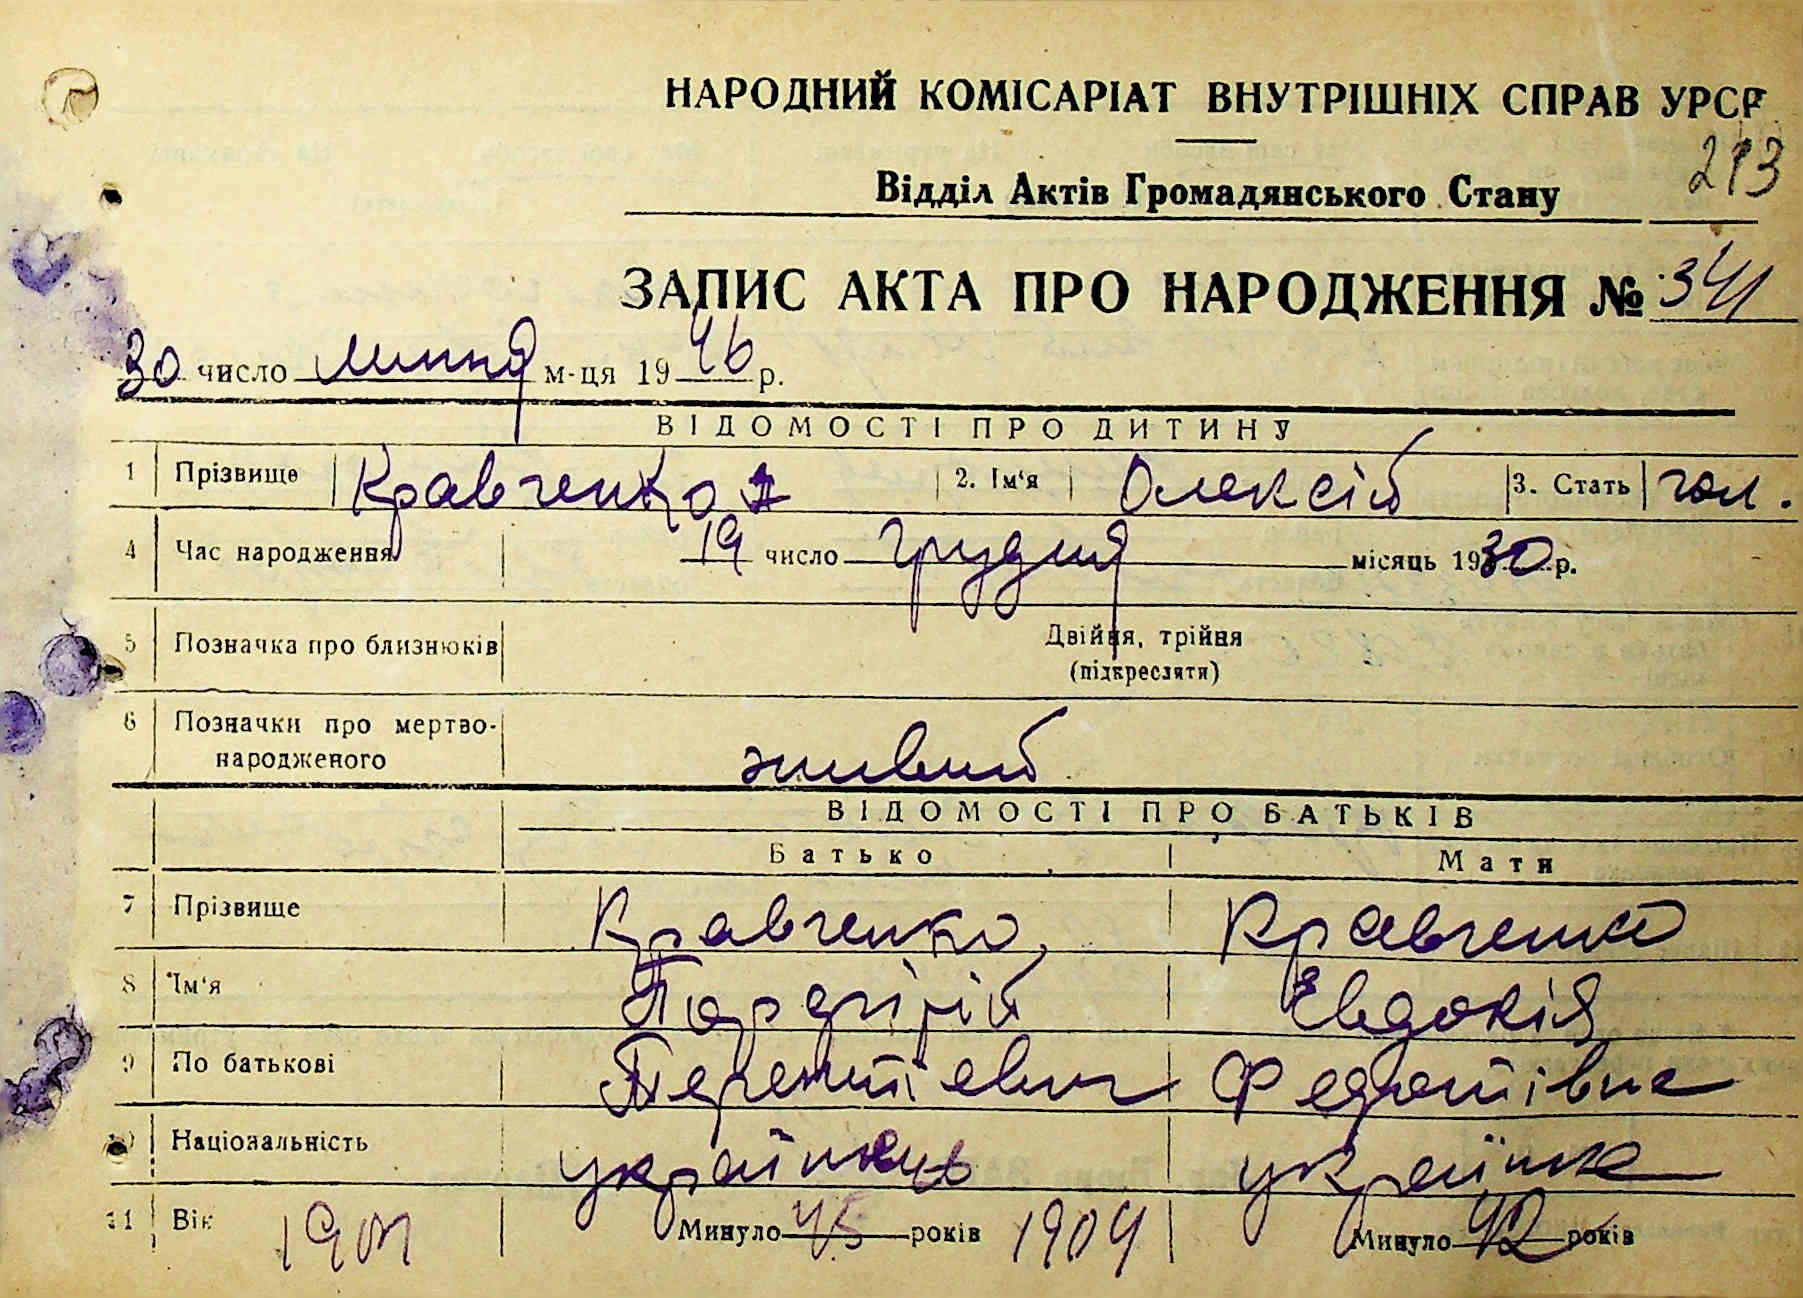 НАРОДНИЙ КОМІСАРІАТ ВНУТРІШНІХ СПРАВ УРСР
213
Відділ Актів Громадянського Стану
ЗАПИС АКТА ПРО НАРОДЖЕННЯ № 341
30 число липня м-ця 1946 р.
ВІДОМОСТІ ПРО ДИТИНУ
1 Прізвище Кравченко 2. Ім'я Олексій 3. Стать чол.
4 Час народження 19 число грудня місяць 1930 р.
5 Позначка про близнюків Двійня, трійня
(підкреслити)
6 Позначки про мертво-
народженого живий
ВІДОМОСТІ ПРО БАТЬКІВ
Батько Мати
7 Прізвище Кравченко Кравченко
8 Ім'я Порфірій Євдокія
9 По батькові Терентієвич Федотівна
10 Національність українець українка
11 Вік 1901 Минуло 45 років 1904 Минуло 42 років